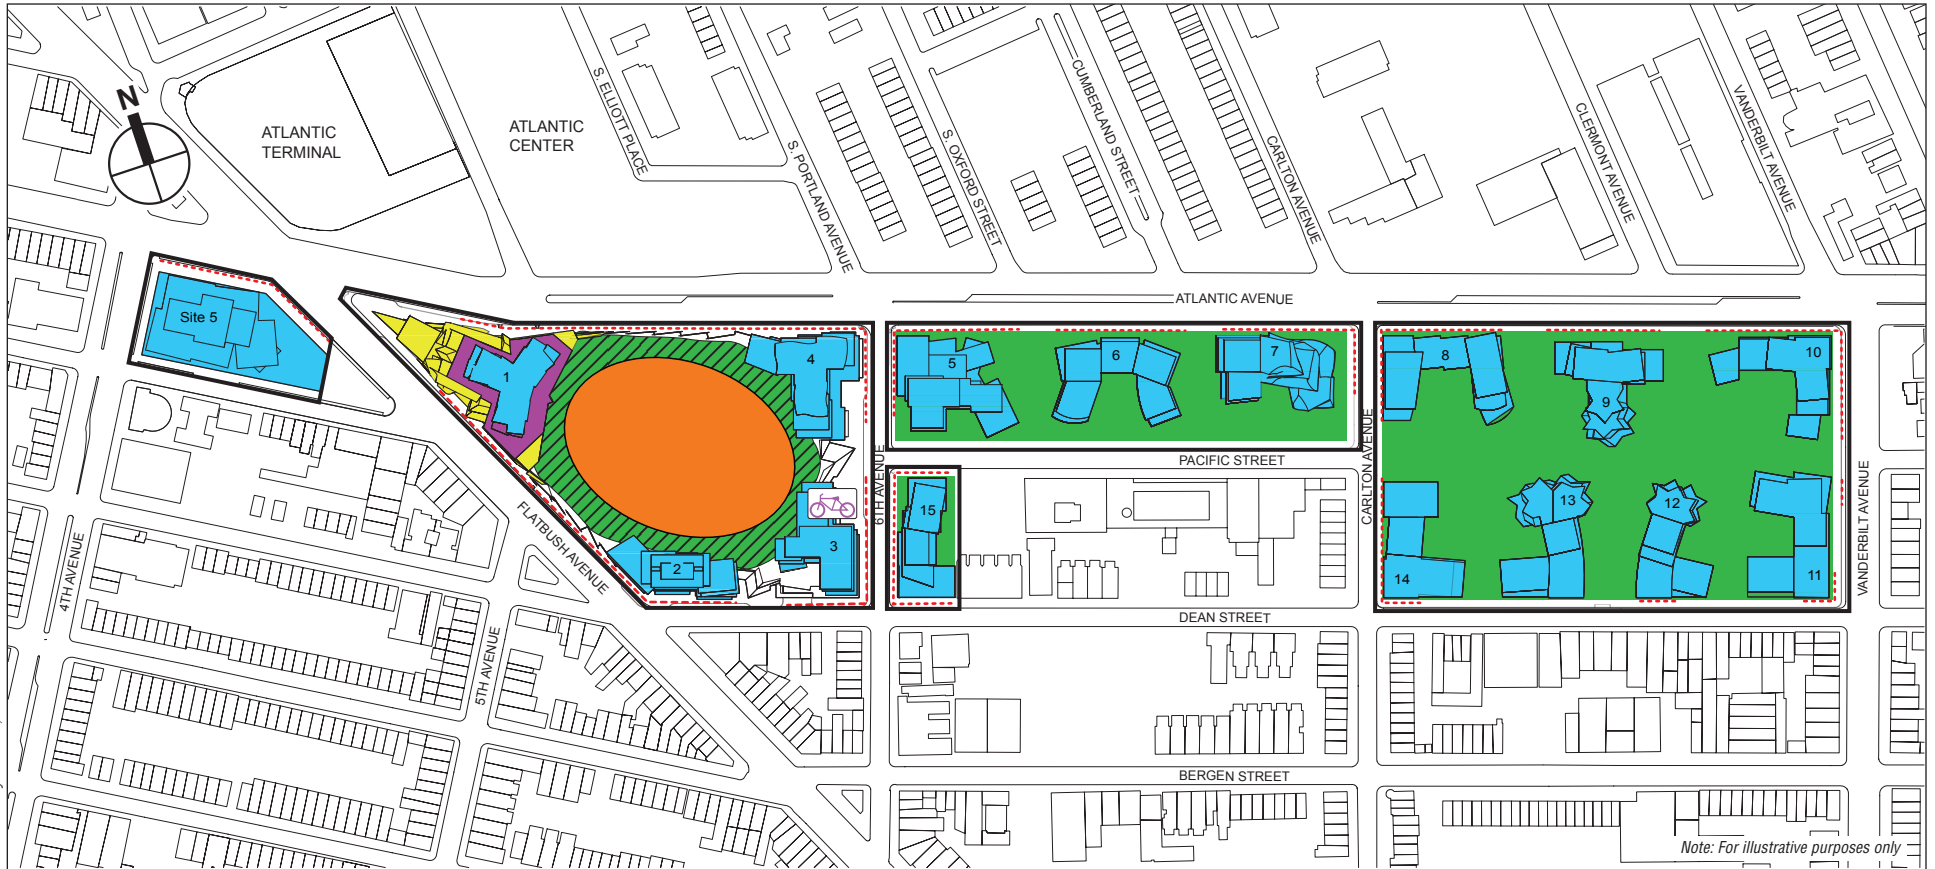 N
ATLANTIC
TERMINAL
ATLANTIC
CENTER
S. ELLIOTT PLACE
S. PORTLAND AVENUE
S. OXFORD STREET
CUMBERLAND STREET
CARLTON AVENUE
CLERMONT AVENUE
VANDERBILT AVENUE
ATLANTIC AVENUE
Site 5
1
4
5
6
7
8
9
10
6TH AVENUE
PACIFIC STREET
CARLTON AVENUE
VANDERBILT AVENUE
15
13
12
3
2
14
11
FLATBUSH AVENUE
4TH AVENUE
5TH AVENUE
DEAN STREET
BERGEN STREET
Note: For illustrative purposes only